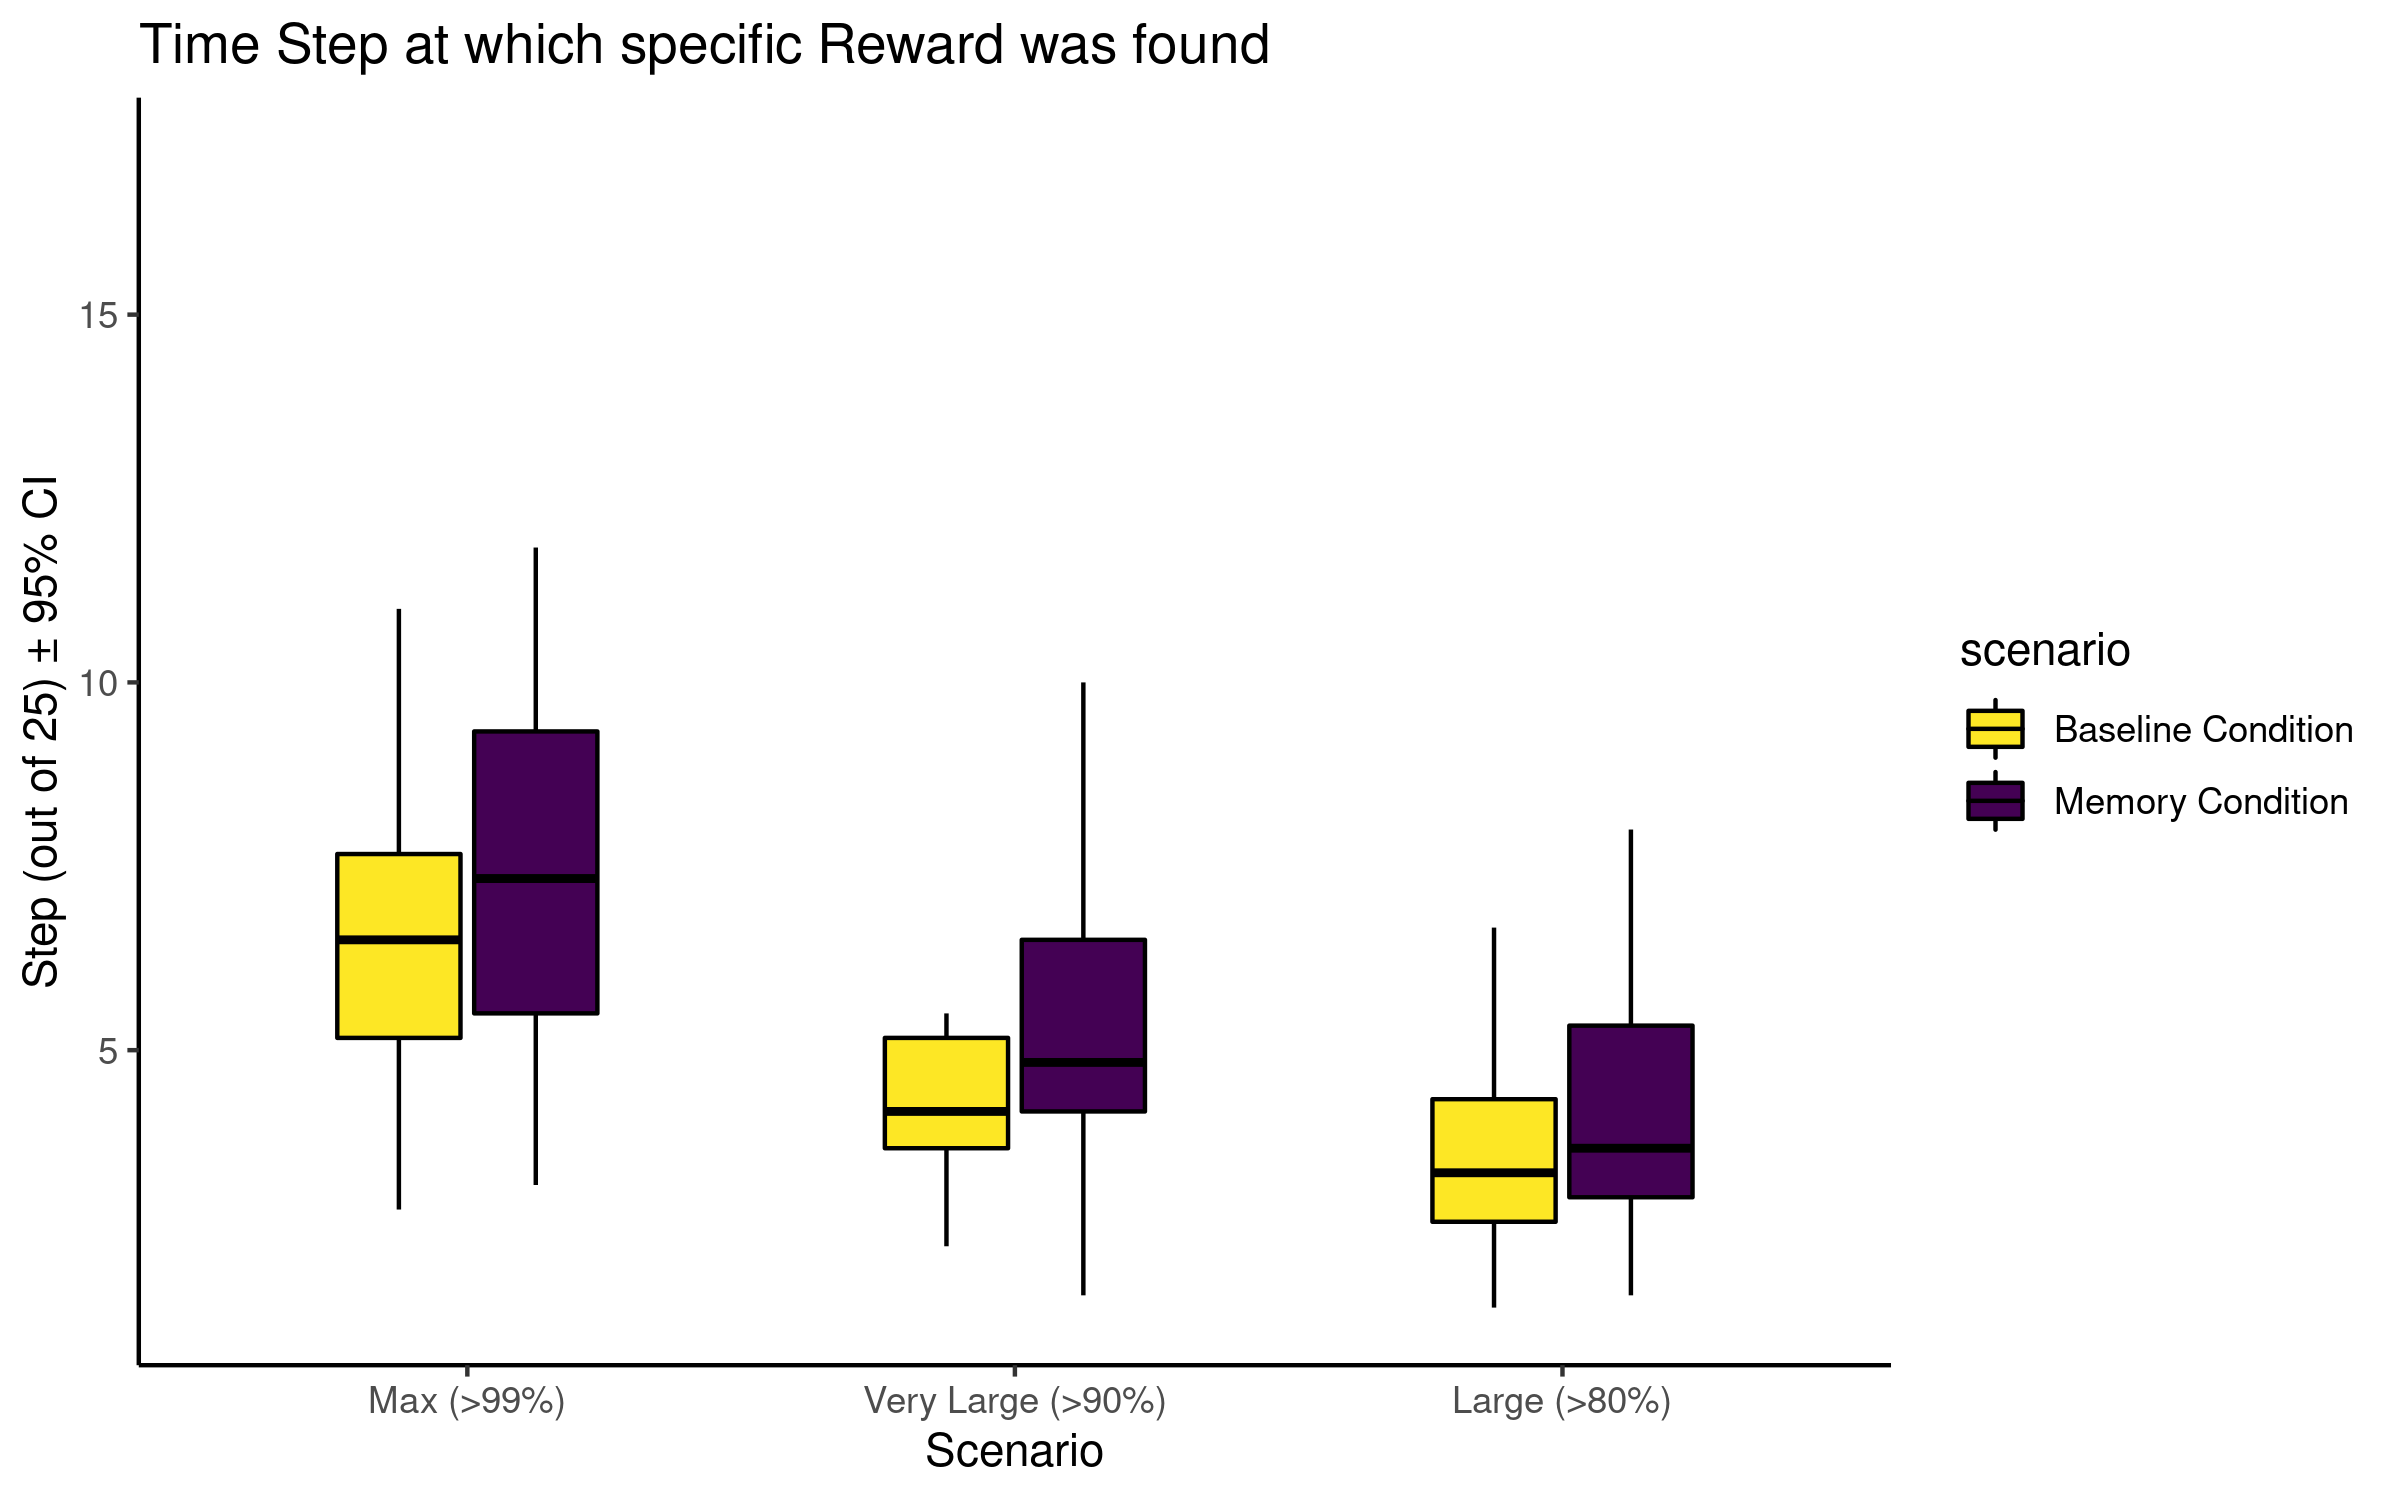 Time Step at which specific Reward was found
Step (out of 25) ± 95% CI
15
10
5
Max (>99%)
Very Large (>90%)
Large (>80%)
Scenario
scenario
Baseline Condition
Memory Condition